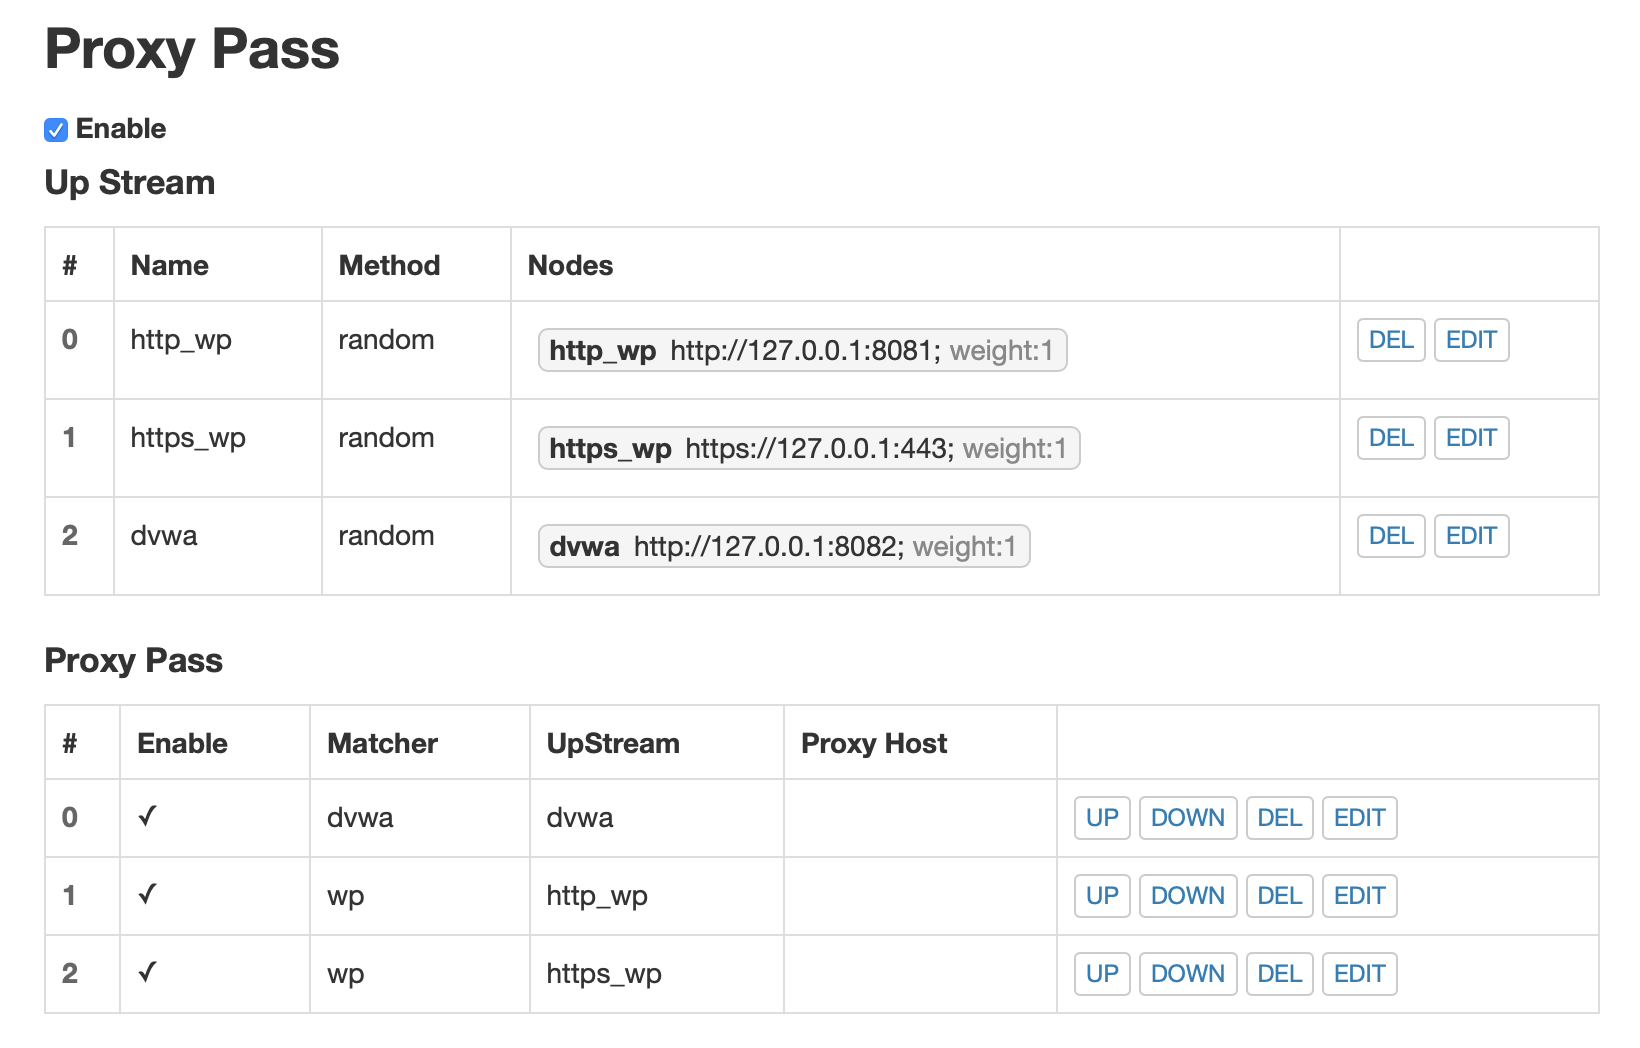 Proxy Pass
Enable
Up Stream
# Name Method Nodes
0 http_wp random http_wp http://127.0.0.1:8081; weight:1 DEL EDIT
1 https_wp random https_wp https://127.0.0.1:443; weight:1 DEL EDIT
2 dvwa random dvwa http://127.0.0.1:8082; weight:1 DEL EDIT
Proxy Pass
# Enable Matcher UpStream Proxy Host
0 ✓ dvwa dvwa UP DOWN DEL EDIT
1 ✓ wp http_wp UP DOWN DEL EDIT
2 ✓ wp https_wp UP DOWN DEL EDIT